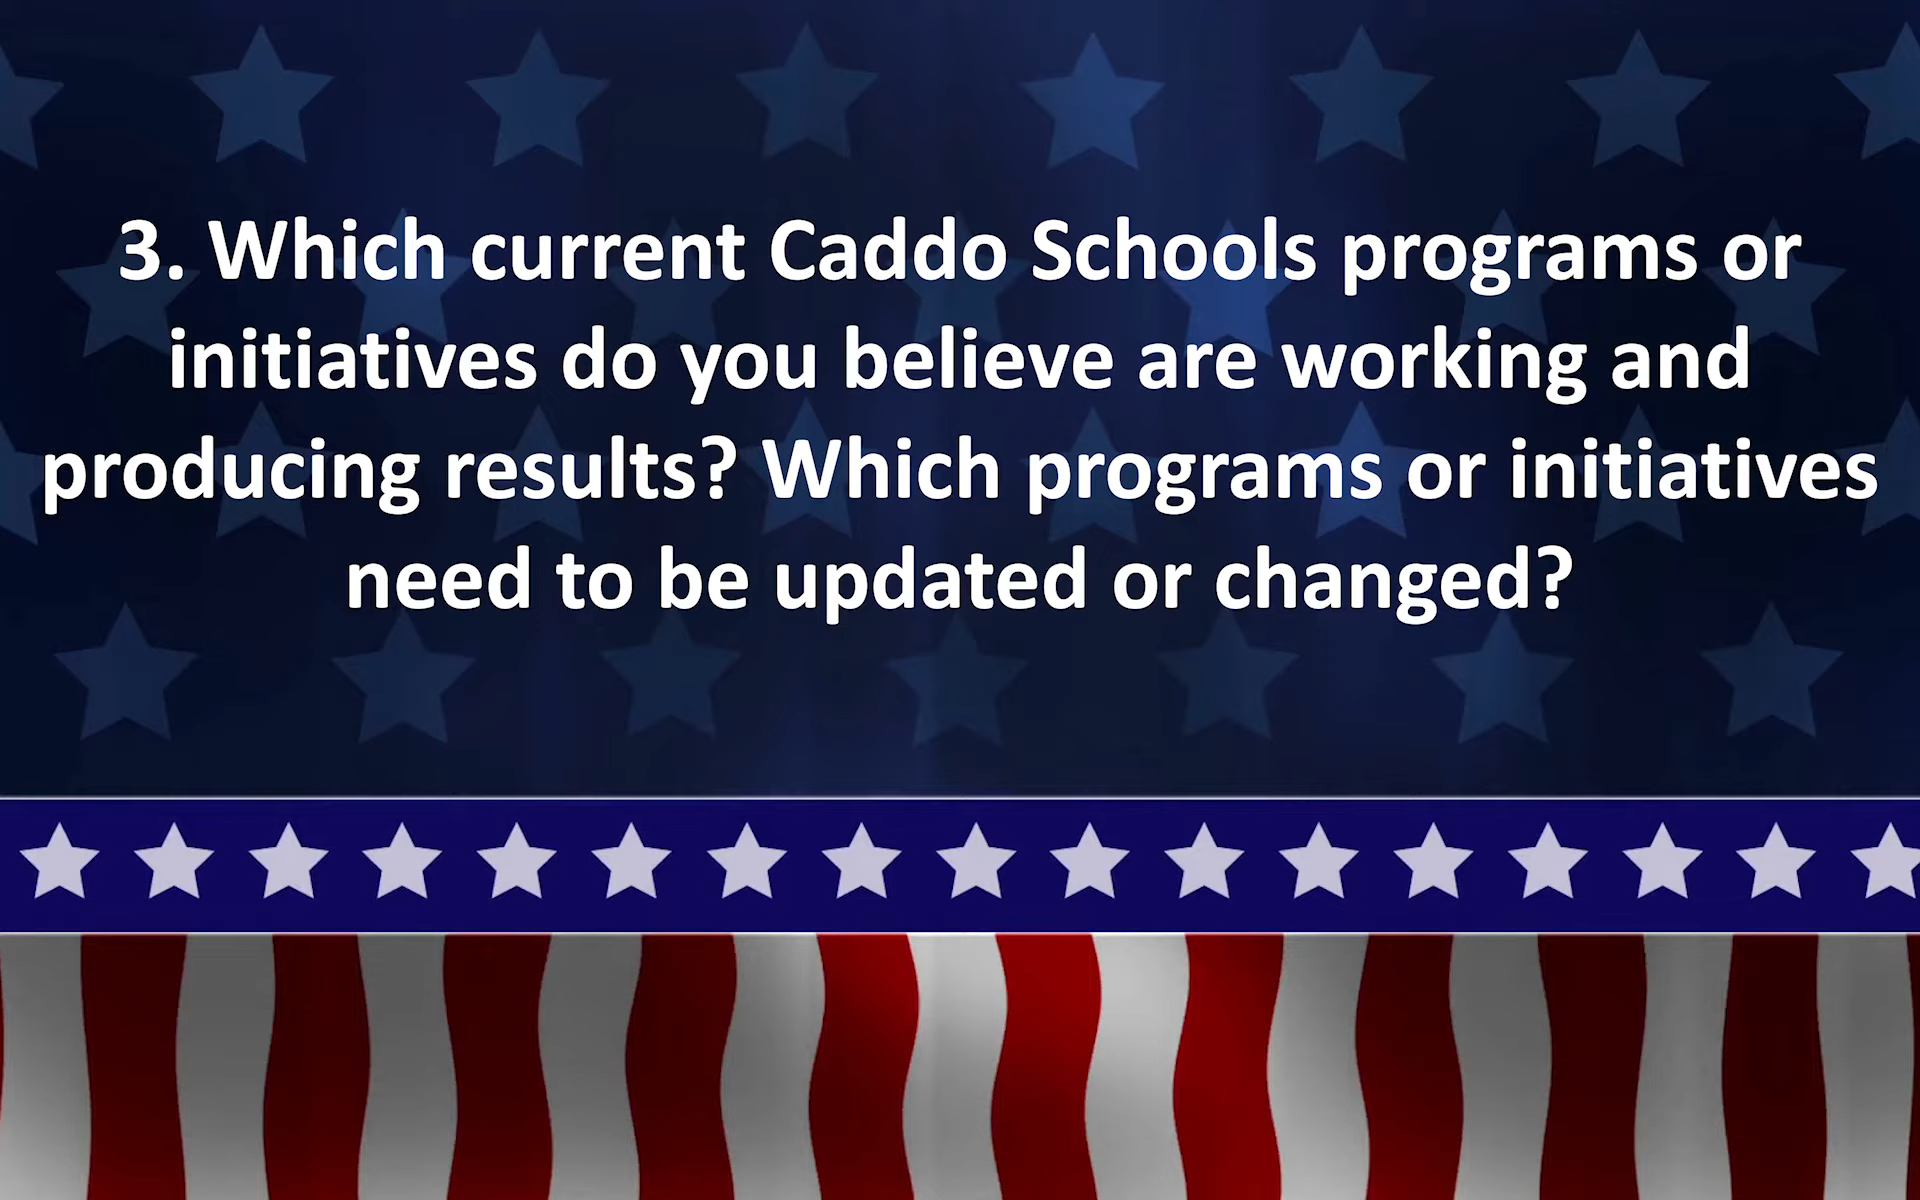 3. Which current Caddo Schools programs or
initiatives do you believe are working and
producing results? Which programs or initiatives
need to be updated or changed?